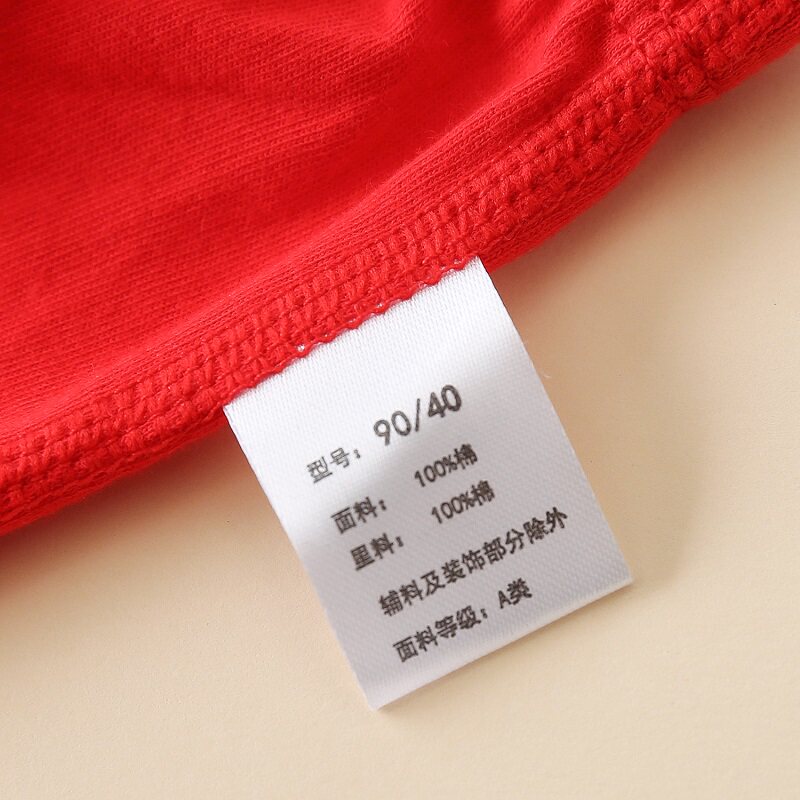 型号： 90/40
面料： 100%棉
里料： 100%棉
辅料及装饰部分除外
面料等级： A类